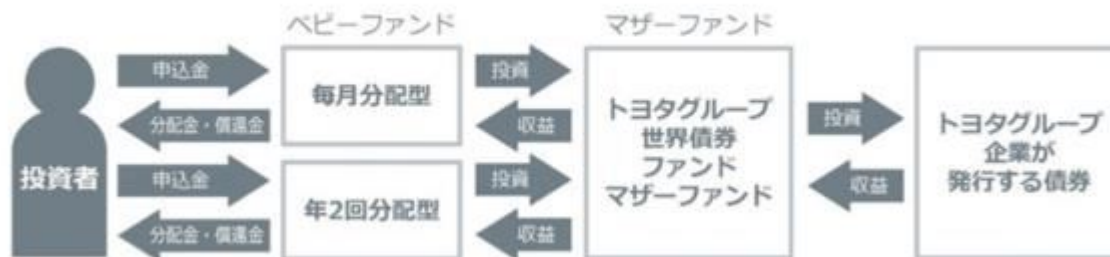 ベビーファンド
マザーファンド
投資者
申込金
分配金・償還金
申込金
分配金・償還金
毎月分配型
年2回分配型
投資
収益
投資
収益
トヨタグループ
世界債券
ファンド
マザーファンド
投資
収益
トヨタグループ
企業が
発行する債券